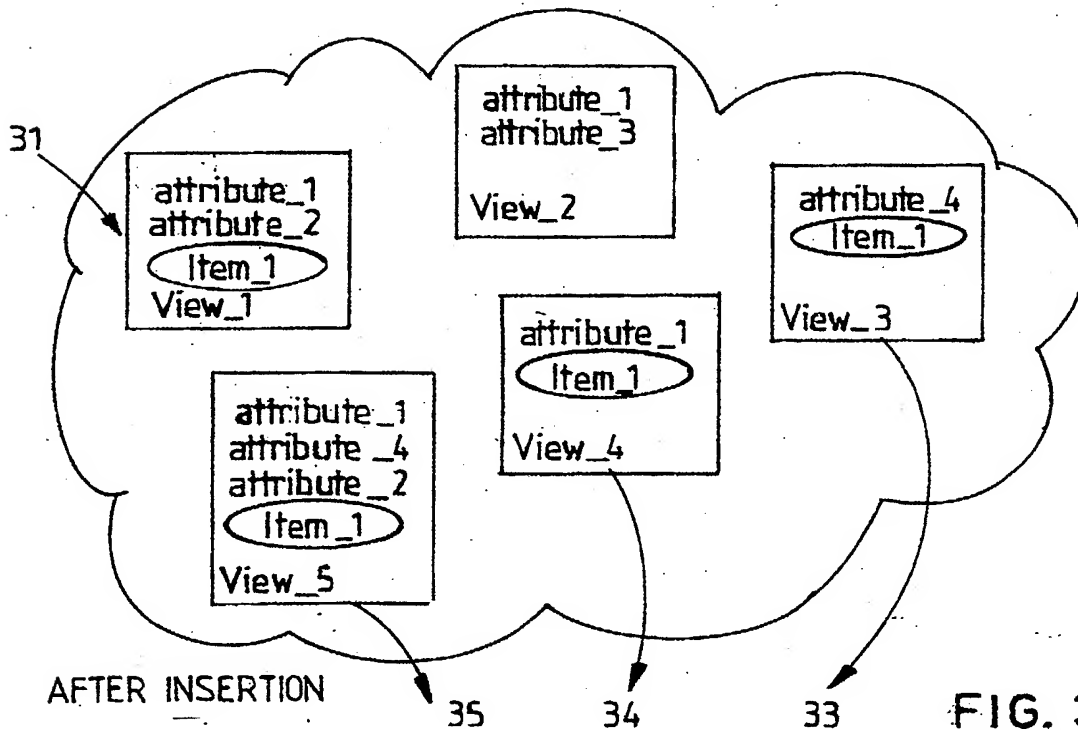 31
attribute_1
attribute_2
Item_1
View_1
attribute_1
attribute_3
View_2
attribute_4
Item_1
View_3
attribute_1
Item_1
View_4
attribute_1
attribute_4
attribute_2
Item_1
View_5
AFTER INSERTION
35
34
33
FIG.